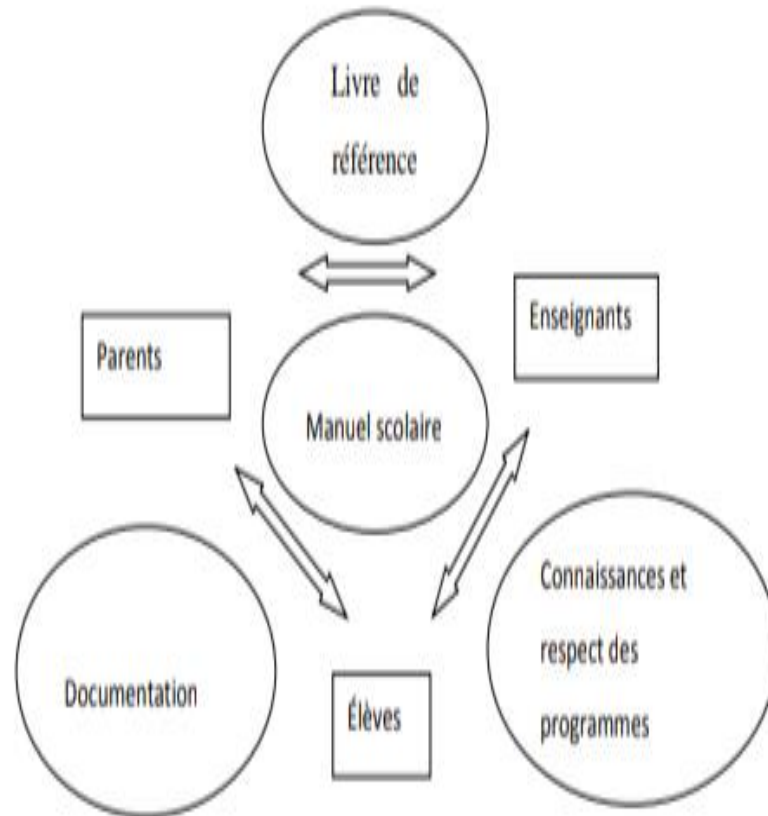 Livre de
référence
Enseignants
Parents
Manuel scolaire
Connaissances et
respect des
programmes
Documentation
Élèves